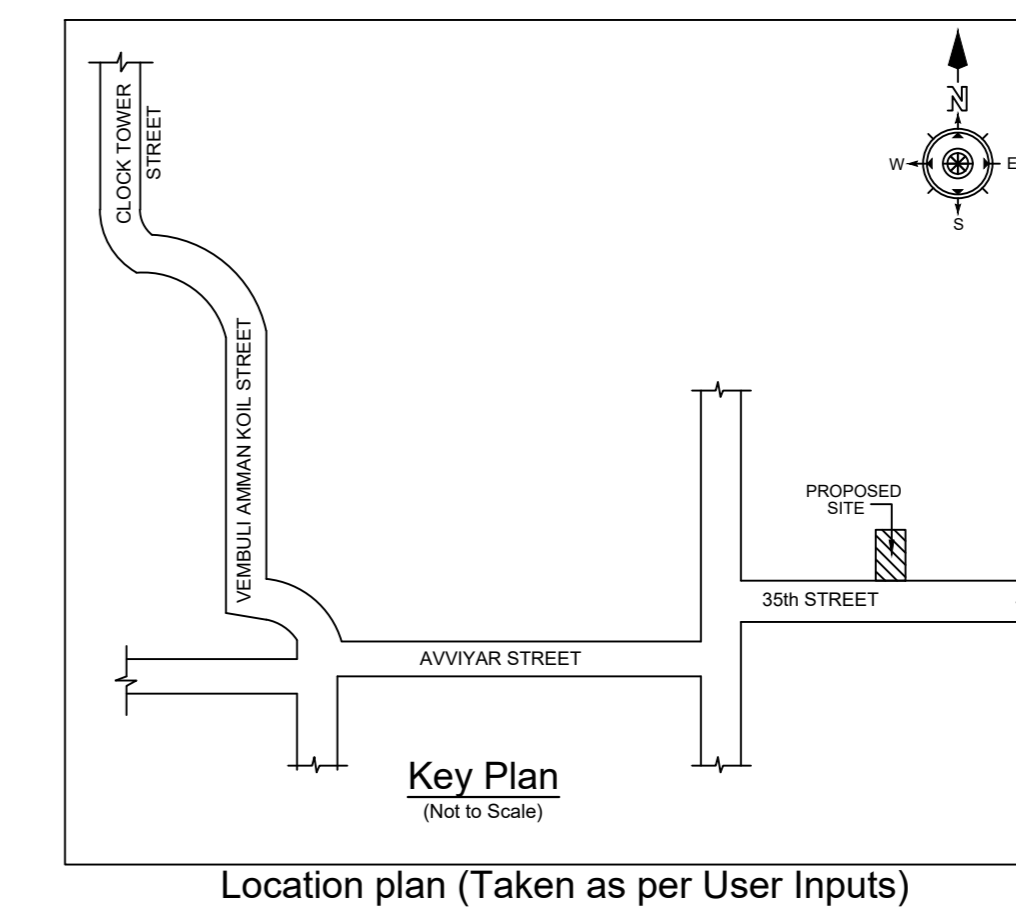 CLOCK TOWER
STREET
N
W
E
S
VEMBULI AMMAN KOIL STREET
PROPOSED
SITE
35th STREET
AVVIYAR STREET
Key Plan
(Not to Scale)
Location plan (Taken as per User Inputs)